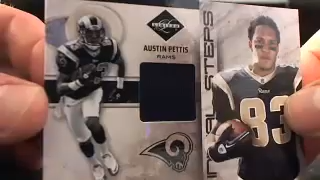 LIMITED
AUSTIN PETTIS
RAMS
INITIAL STEPS
83